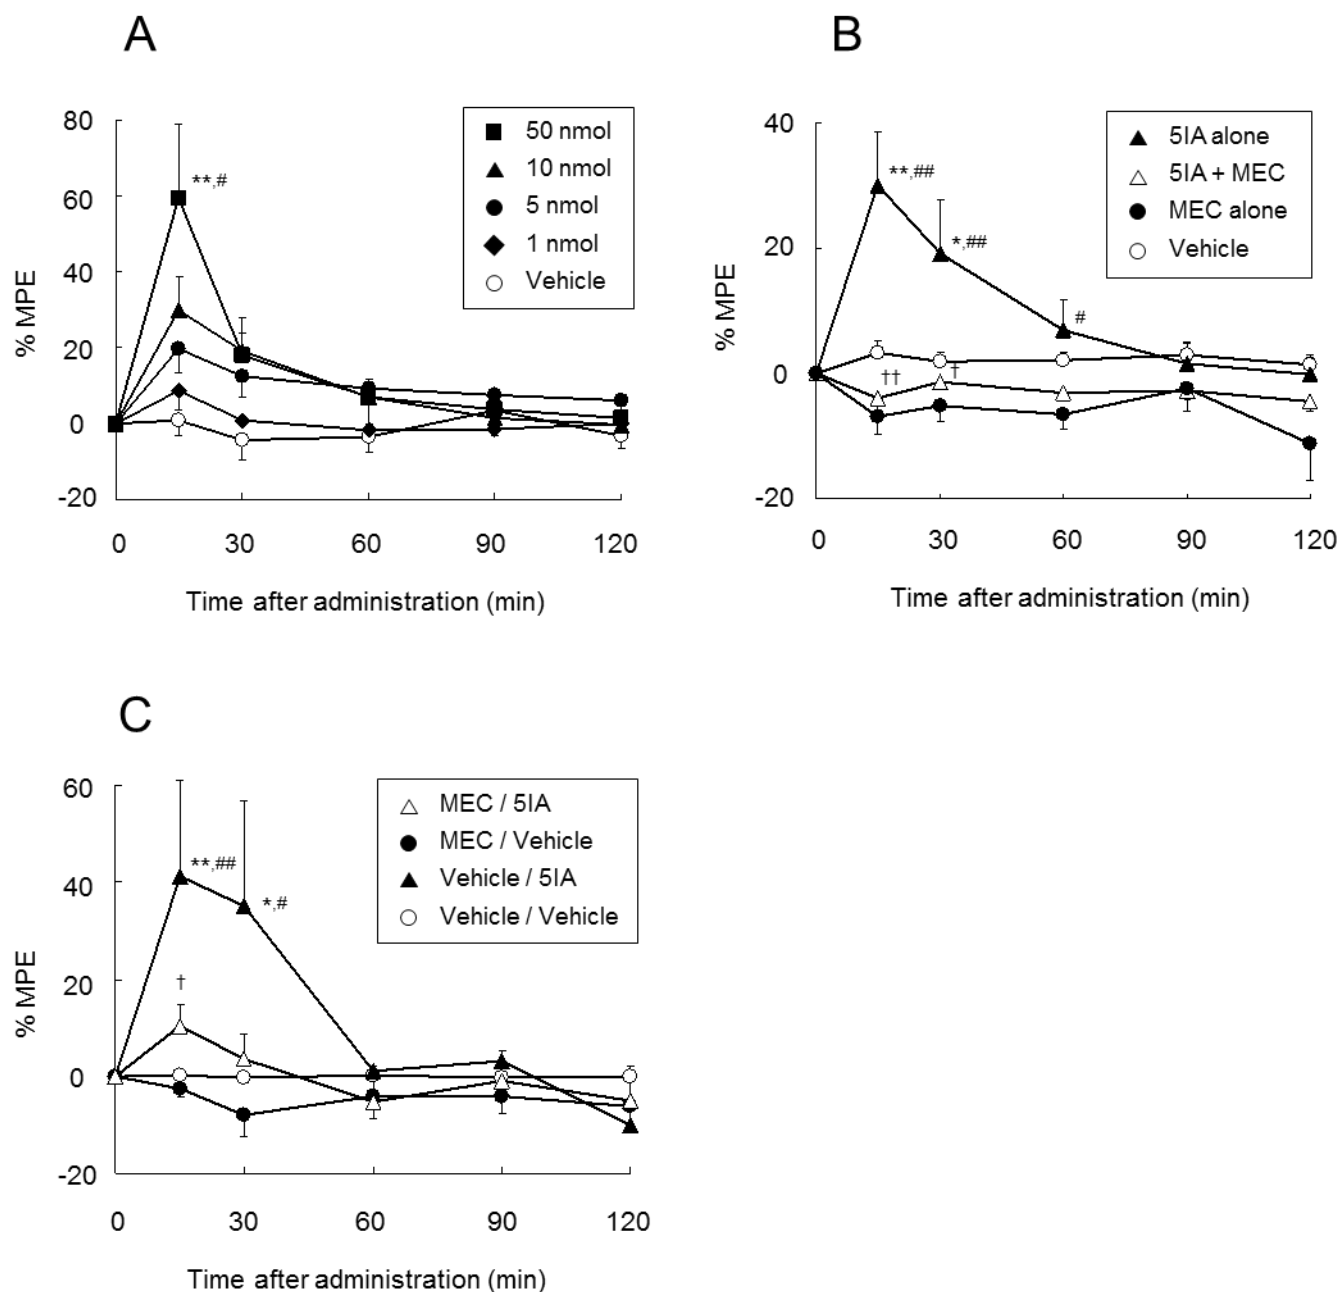 A
80
60
40
20
0
-20
% MPE
**,#
50 nmol
10 nmol
5 nmol
1 nmol
Vehicle
0 30 60 90 120
Time after administration (min)
B
40
20
0
-20
% MPE
**,##
*,##
#
††
†
5IA alone
5IA + MEC
MEC alone
Vehicle
0 30 60 90 120
Time after administration (min)
C
60
40
20
0
-20
% MPE
**,##
*,#
†
MEC / 5IA
MEC / Vehicle
Vehicle / 5IA
Vehicle / Vehicle
0 30 60 90 120
Time after administration (min)